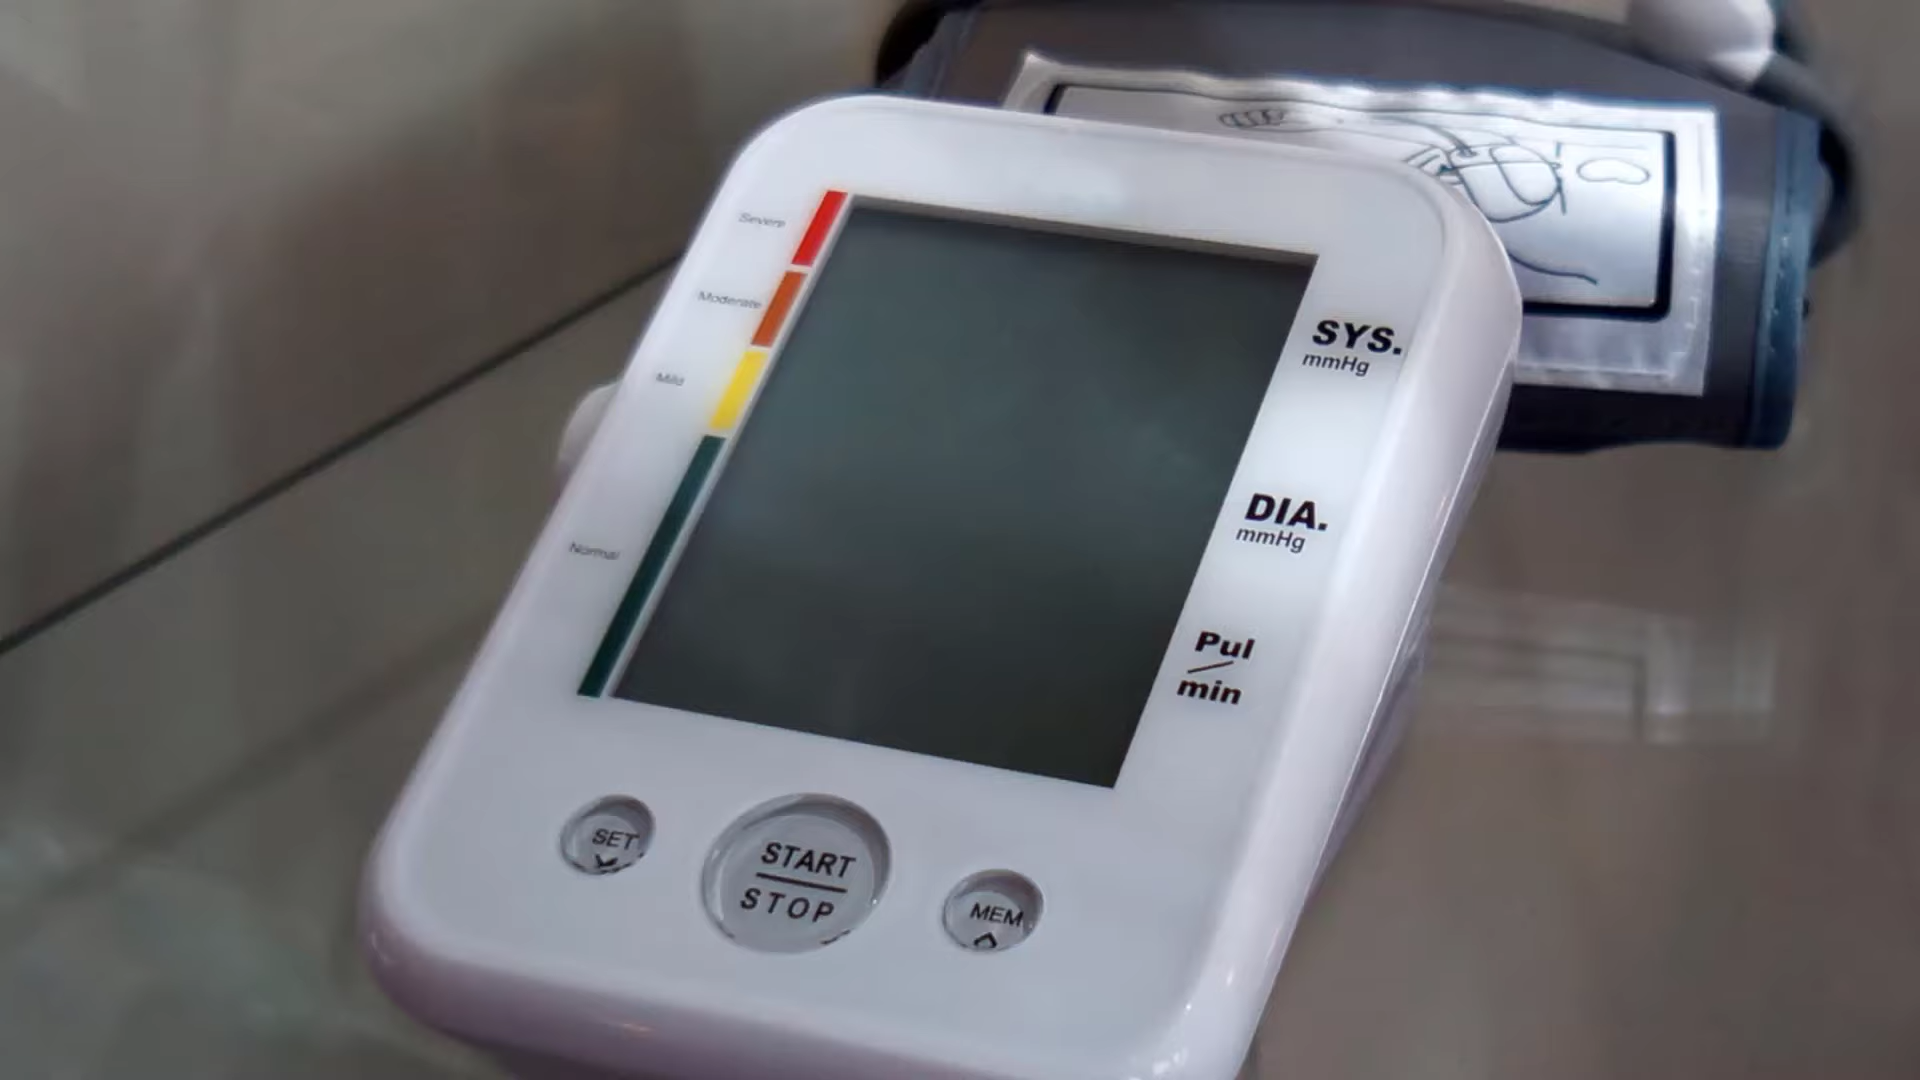 Severe
Moderate
Mild
Normal
SYS.
mmHg
DIA.
mmHg
Pul
min
SET
START
STOP
MEM